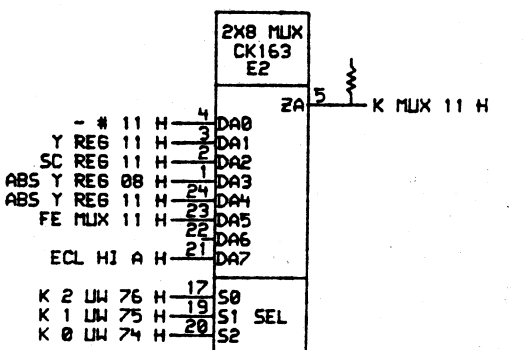 2X8 MUX
CK163
E2
ZA 5 K MUX 11 H
- # 11 H 4 DA0
Y REG 11 H 3 DA1
SC REG 11 H 2 DA2
ABS Y REG 08 H 1 DA3
ABS Y REG 11 H 24 DA4
FE MUX 11 H 23 DA5
22 DA6
ECL HI A H 21 DA7
K 2 UW 76 H 17 S0
K 1 UW 75 H 19 S1 SEL
K 0 UW 74 H 20 S2